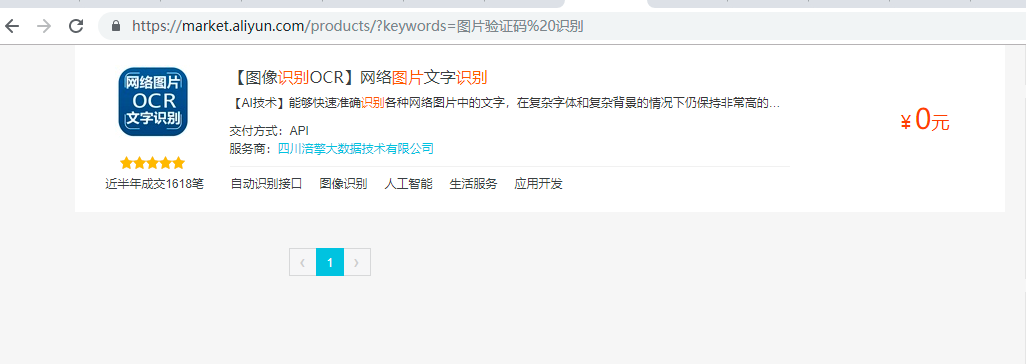 https://market.aliyun.com/products/?keywords=图片验证码%20识别
网络图片
OCR
文字识别
近半年成交1618笔
【图像识别OCR】网络图片文字识别
【AI技术】能够快速准确识别各种网络图片中的文字，在复杂字体和复杂背景的情况下仍保持非常高的…
交付方式：API
服务商：四川涪擎大数据技术有限公司
自动识别接口 图像识别 人工智能 生活服务 应用开发
¥ 0元
‹ 1 ›